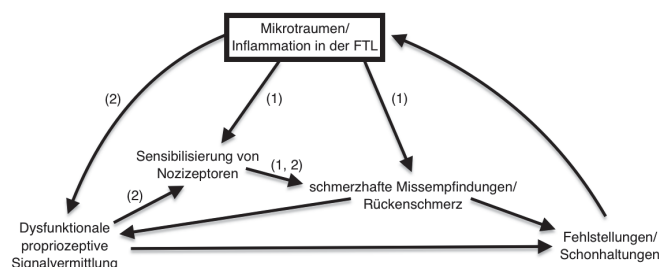 Mikrotraumen/
Inflammation in der FTL
(2)
(1)
(1)
Sensibilisierung von
Nozizeptoren
(1, 2)
(2)
schmerzhafte Missempfindungen/
Rückenschmerz
Dysfunktionale
propriozeptive
Signalvermittlung
Fehlstellungen/
Schonhaltungen